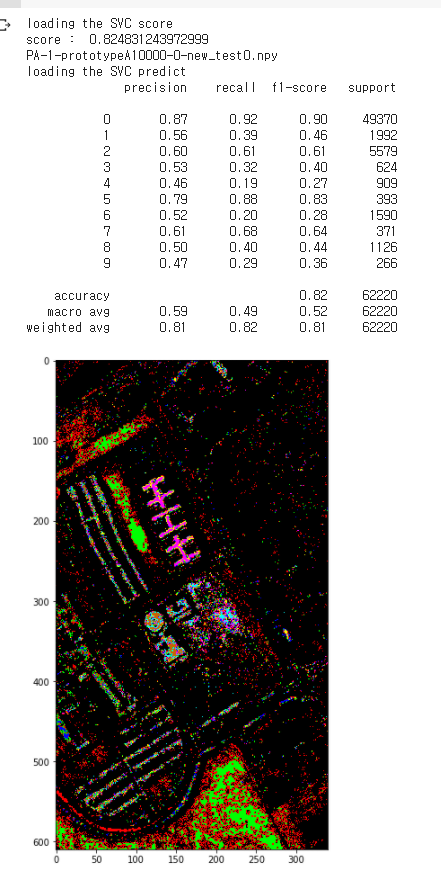 loading the SVC score
score :  0.824831243972999
PA-1-prototypeA10000-0-new_test0.npy
loading the SVC predict
precision    recall  f1-score   support
0       0.87      0.92      0.90     49370
1       0.56      0.39      0.46      1992
2       0.60      0.61      0.61      5579
3       0.53      0.32      0.40       624
4       0.46      0.19      0.27       909
5       0.79      0.88      0.83       393
6       0.52      0.20      0.28      1590
7       0.61      0.68      0.64       371
8       0.50      0.40      0.44      1126
9       0.47      0.29      0.36       266
accuracy                           0.82     62220
macro avg       0.59      0.49      0.52     62220
weighted avg       0.81      0.82      0.81     62220
0
100
200
300
400
500
600
0 50 100 150 200 250 300